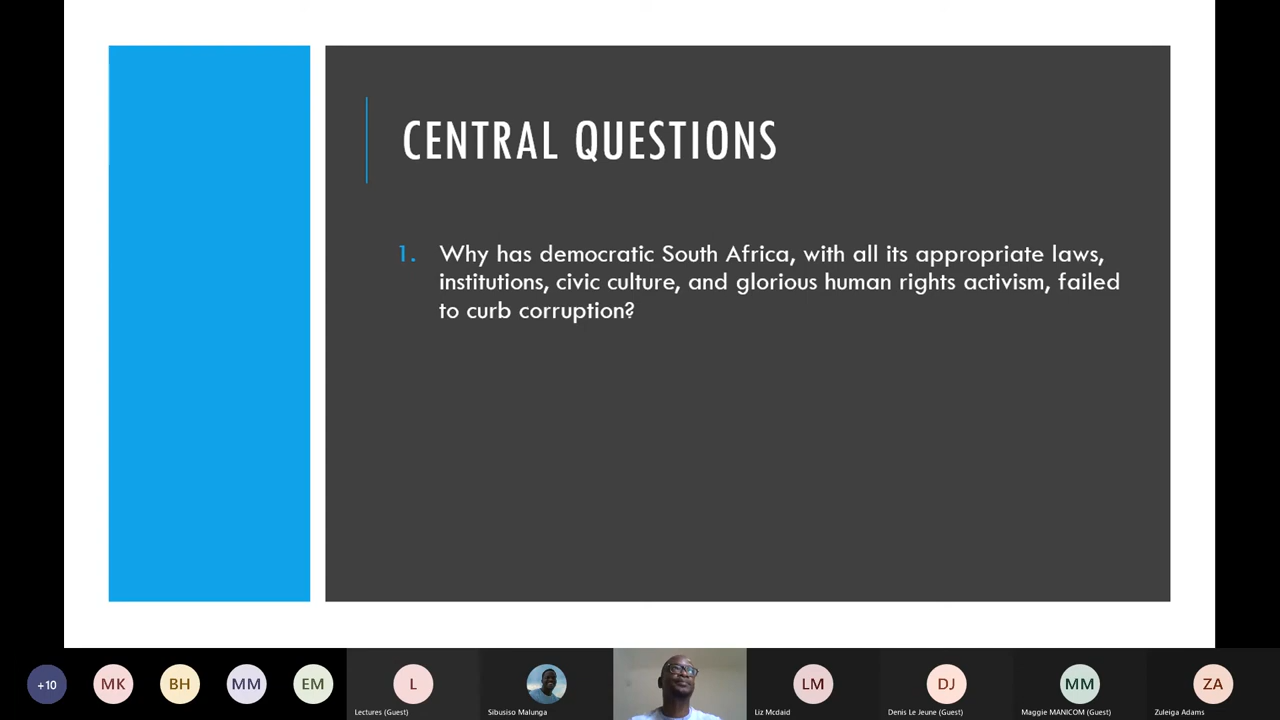 CENTRAL QUESTIONS
1. Why has democratic South Africa, with all its appropriate laws,
institutions, civic culture, and glorious human rights activism, failed
to curb corruption?
+10
MK
BH
MM
EM
L
LM
DJ
MM
ZA
Lectures (Guest)
Sibusiso Malunga
Liz Mcdaid
Denis Le Jeune (Guest)
Maggie MANICOM (Guest)
Zuleiga Adams